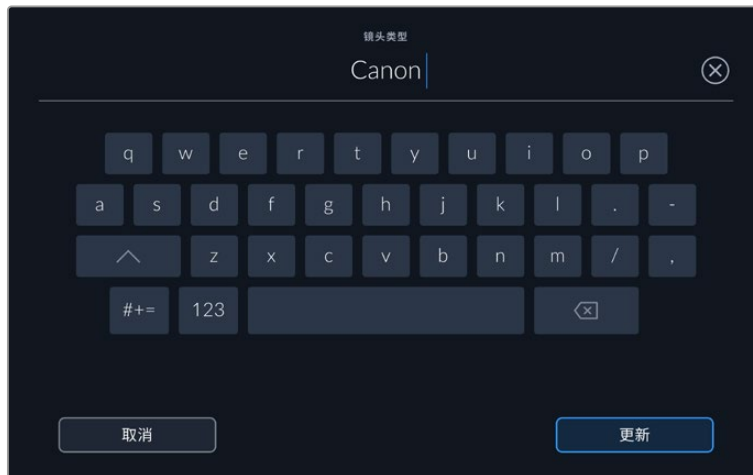 镜头类型
Canon
q w e r t y u i o p
a s d f g h j k l . -
z x c v b n m / ,
#+= 123
取消 更新